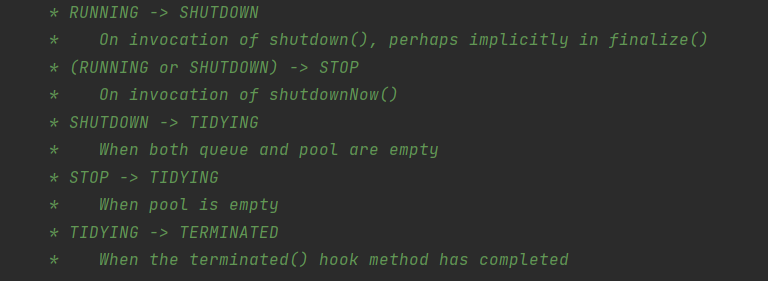 * RUNNING -> SHUTDOWN
*    On invocation of shutdown(), perhaps implicitly in finalize()
* (RUNNING or SHUTDOWN) -> STOP
*    On invocation of shutdownNow()
* SHUTDOWN -> TIDYING
*    When both queue and pool are empty
* STOP -> TIDYING
*    When pool is empty
* TIDYING -> TERMINATED
*    When the terminated() hook method has completed